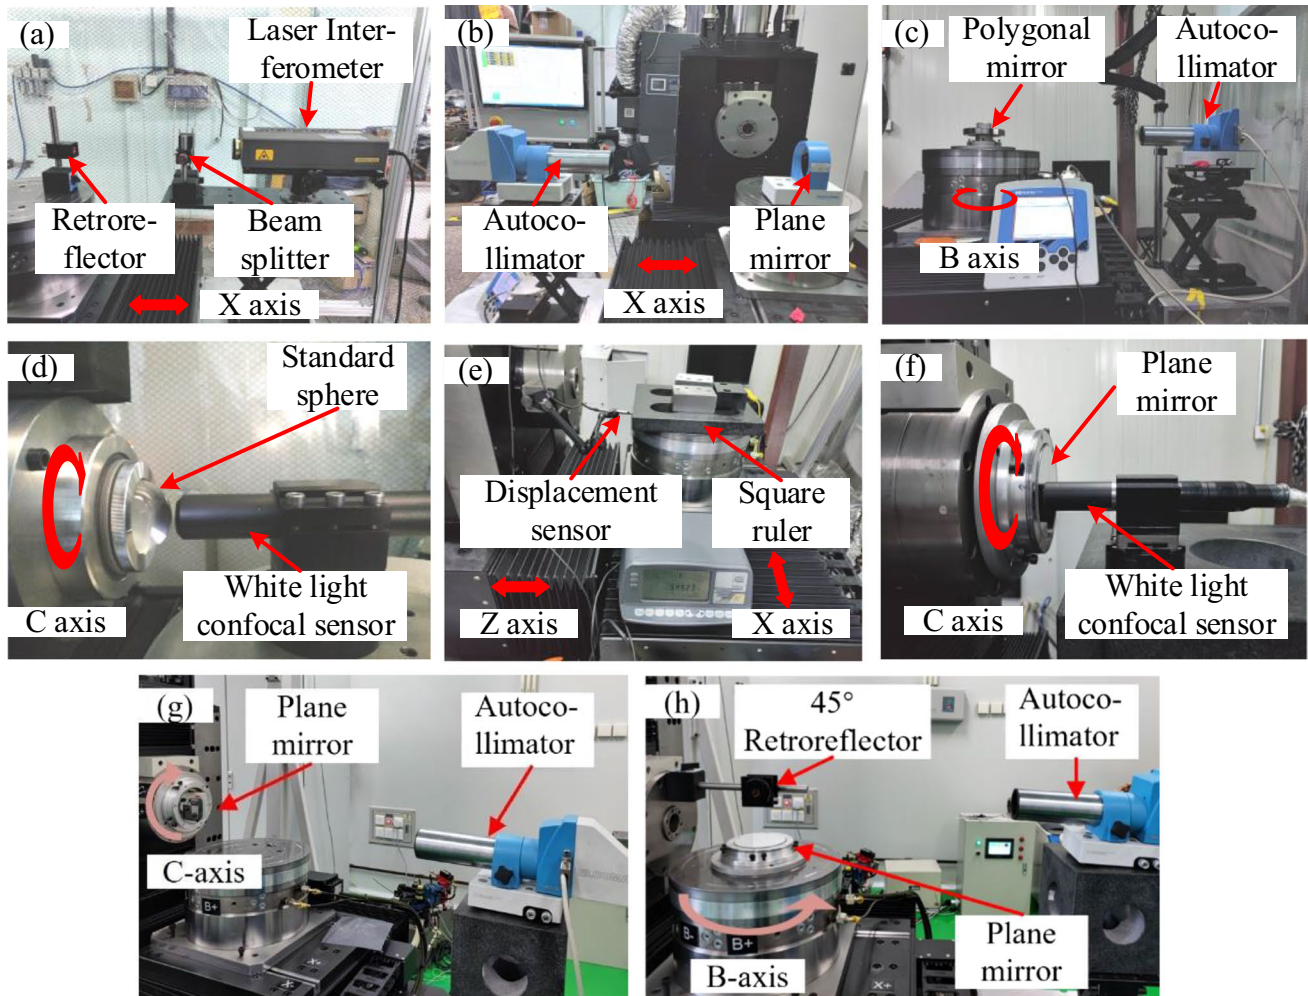 (a)
Laser Inter-
ferometer
Retrore-
flector
Beam
splitter
X axis
(b)
Autoco-
llimator
Plane
mirror
X axis
(c)
Polygonal
mirror
Autoco-
llimator
B axis
(d)
Standard
sphere
White light
confocal sensor
C axis
(e)
Displacement
sensor
Square
ruler
Z axis
X axis
(f)
Plane
mirror
White light
confocal sensor
C axis
(g)
Plane
mirror
Autoco-
llimator
C-axis
B+
X+
(h)
45°
Retroreflector
Autoco-
llimator
B-
B+
B-axis
Plane
mirror
X+